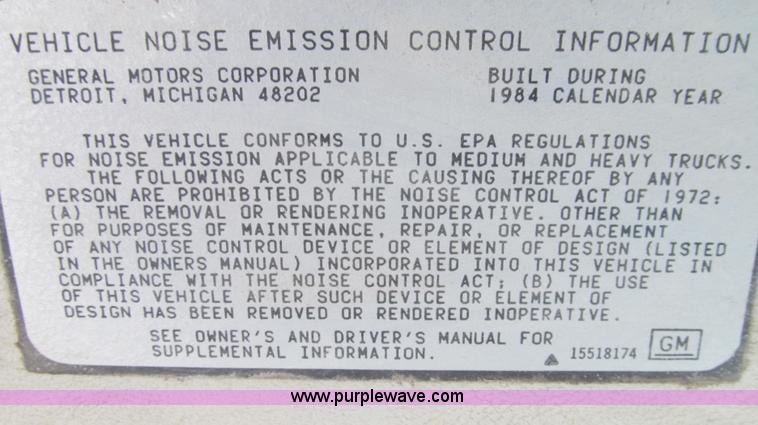 VEHICLE NOISE EMISSION CONTROL INFORMATION
GENERAL MOTORS CORPORATION
DETROIT, MICHIGAN 48202
BUILT DURING
1984 CALENDAR YEAR
THIS VEHICLE CONFORMS TO U.S. EPA REGULATIONS
FOR NOISE EMISSION APPLICABLE TO MEDIUM AND HEAVY TRUCKS.
THE FOLLOWING ACTS OR THE CAUSING THEREOF BY ANY
PERSON ARE PROHIBITED BY THE NOISE CONTROL ACT OF 1972:
(A) THE REMOVAL OR RENDERING INOPERATIVE. OTHER THAN
FOR PURPOSES OF MAINTENANCE, REPAIR, OR REPLACEMENT
OF ANY NOISE CONTROL DEVICE OR ELEMENT OF DESIGN (LISTED
IN THE OWNERS MANUAL) INCORPORATED INTO THIS VEHICLE IN
COMPLIANCE WITH THE NOISE CONTROL ACT; (B) THE USE
OF THIS VEHICLE AFTER SUCH DEVICE OR ELEMENT OF
DESIGN HAS BEEN REMOVED OR RENDERED INOPERATIVE.
SEE OWNER'S AND DRIVER'S MANUAL FOR
SUPPLEMENTAL INFORMATION.
15518174 GM
www.purplewave.com